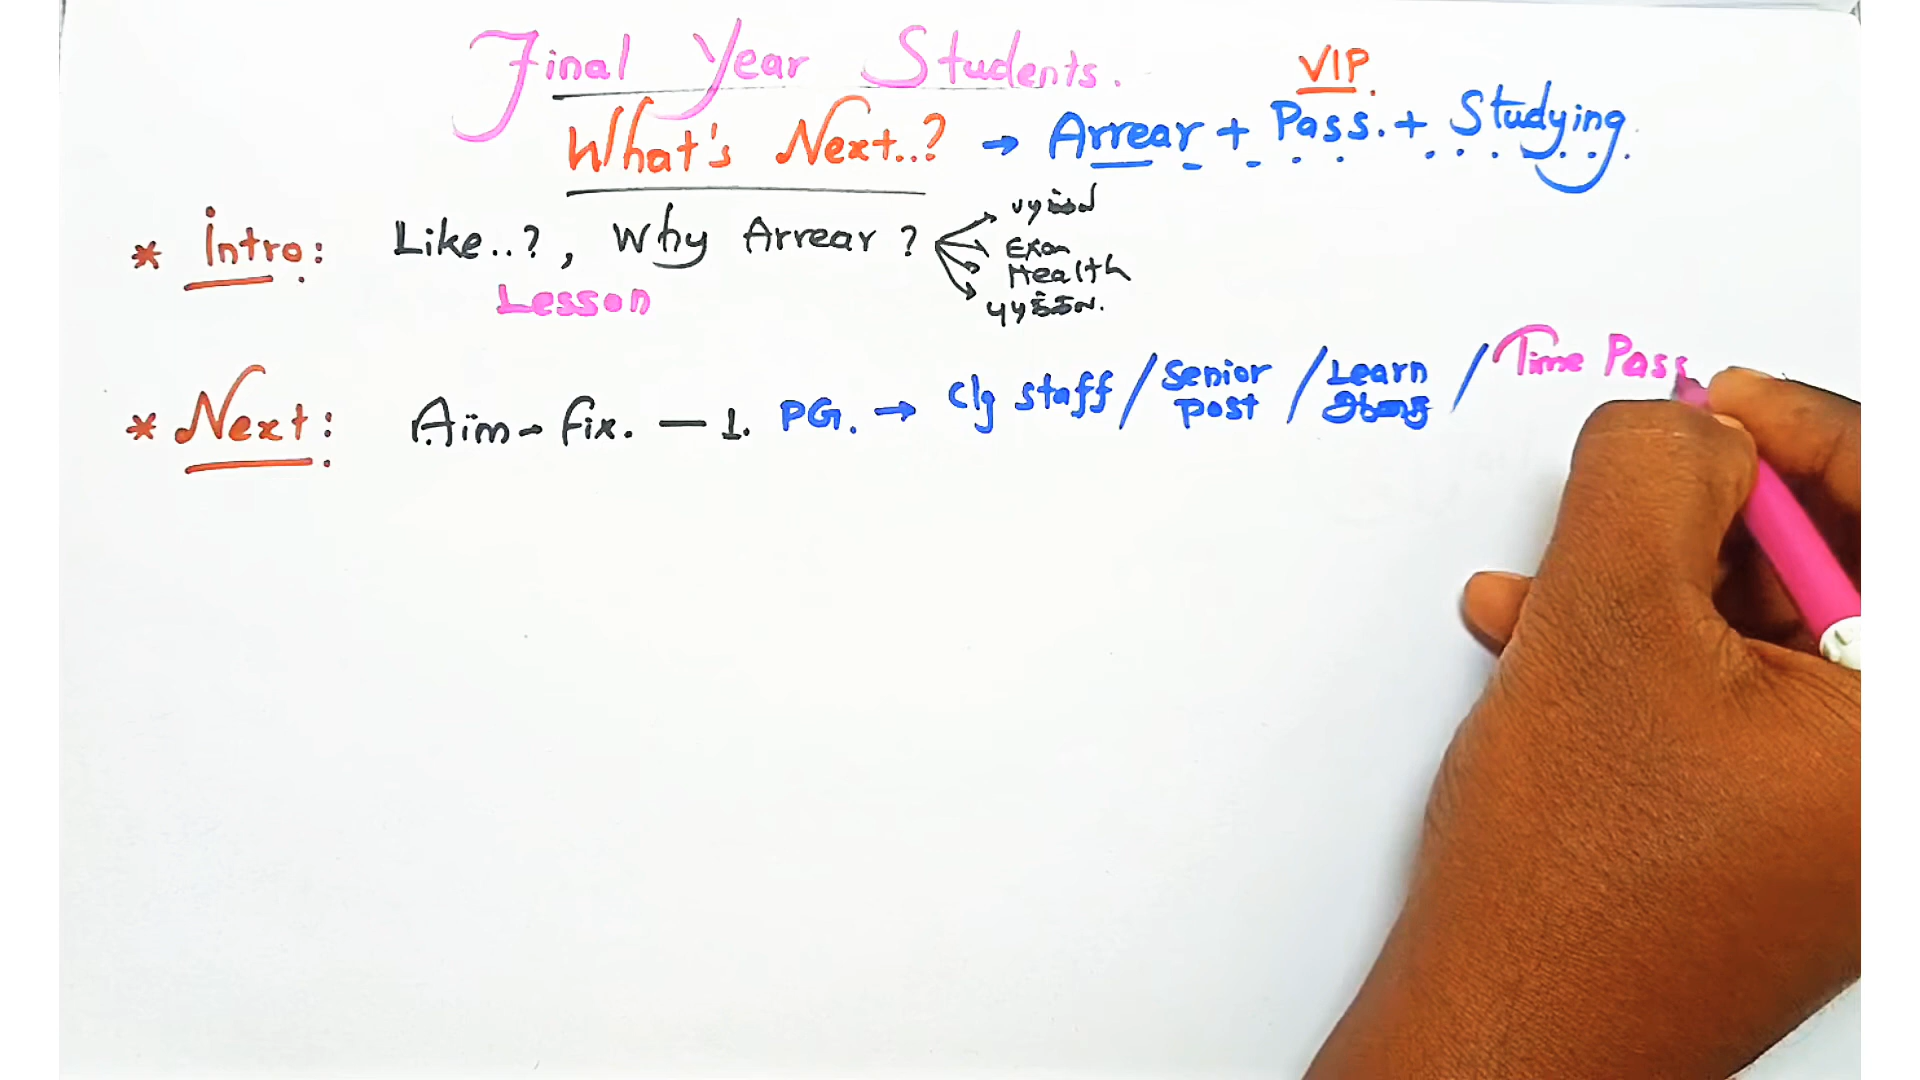 Final Year Students.
VIP.
What's Next..? → Arrear + Pass. + Studying.
* Intro: Like..?, Why Arrear ?
Exam
Health
Lesson
* Next: Aim - fix. — 1. PG. → Clg staff / Senior post / Learn / Time Pass